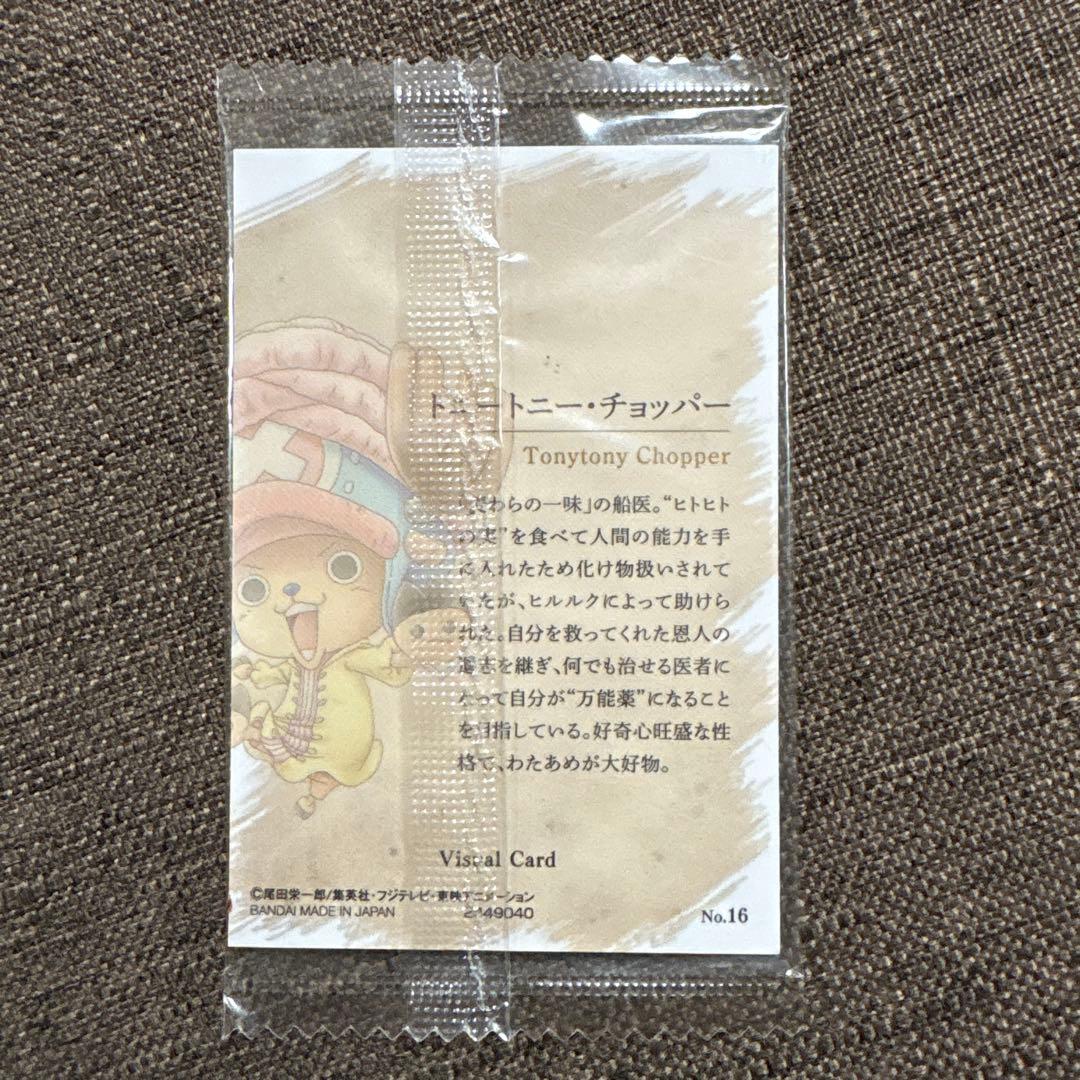 トニートニー・チョッパー
Tonytony Chopper
わらの一味」の船医。“ヒトヒト
の実”を食べて人間の能力を手
に入れたため化け物扱いされて
いたが、ヒルルクによって助けら
れた。自分を救ってくれた恩人の
遺志を継ぎ、何でも治せる医者に
なって自分が“万能薬”になること
を目指している。好奇心旺盛な性
格で、わたあめが大好物。
Visual Card
©尾田栄一郎/集英社・フジテレビ・東映アニメーション
BANDAI MADE IN JAPAN
No.16